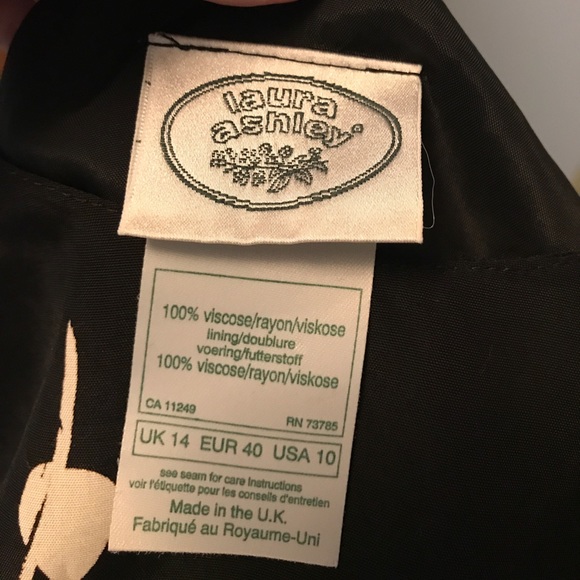 laura
ashley®
100% viscose/rayon/viskose
lining/doublure
voering/futterstoff
100% viscose/rayon/viskose
CA 11249 RN 73785
UK 14 EUR 40 USA 10
see seam for care instructions
voir l'étiquette pour les conseils d'entretien
Made in the U.K.
Fabriqué au Royaume-Uni